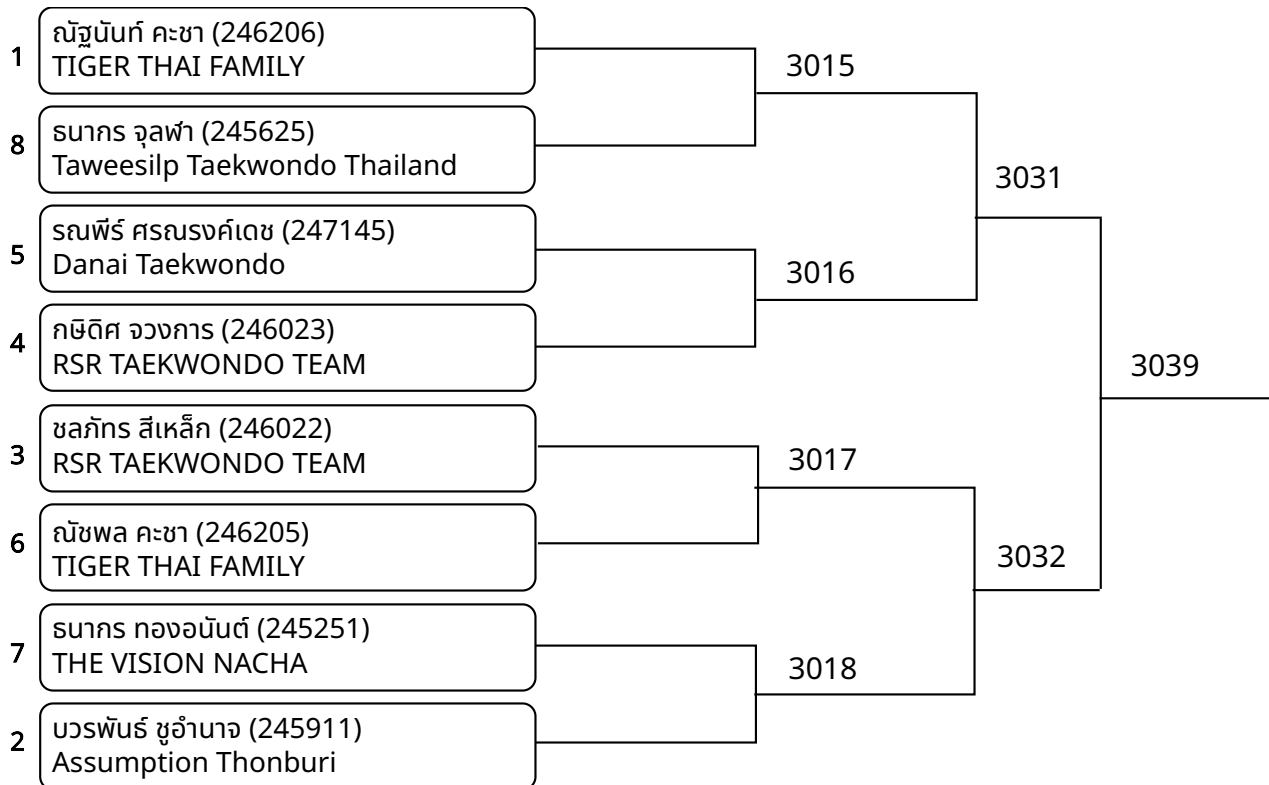 1
ณัฐนันท์ คะชา (246206)
TIGER THAI FAMILY
3015
8
ธนากร จุลฬา (245625)
Taweesilp Taekwondo Thailand
3031
5
รณพีร์ ศรณรงค์เดช (247145)
Danai Taekwondo
3016
4
กษิดิศ จวงการ (246023)
RSR TAEKWONDO TEAM
3039
3
ชลภัทร สีเหล็ก (246022)
RSR TAEKWONDO TEAM
3017
6
ณัชพล คะชา (246205)
TIGER THAI FAMILY
3032
7
ธนากร ทองอนันต์ (245251)
THE VISION NACHA
3018
2
บวรพันธ์ ชูอำนาจ (245911)
Assumption Thonburi